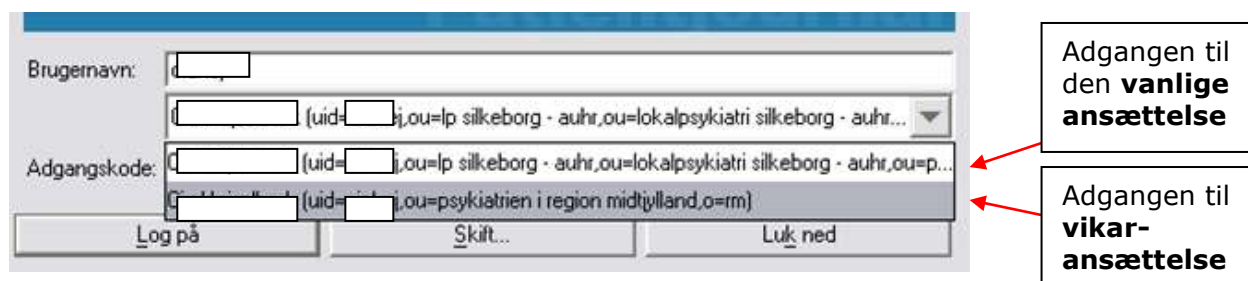 Patientjournal
Brugernavn:
(uid= j,ou=lp silkeborg - auhr,ou=lokalpsykiatri silkeborg - auhr...
Adgangskode:
(uid= j,ou=lp silkeborg - auhr,ou=lokalpsykiatri silkeborg - auhr,ou=p...
(uid= j,ou=psykiatrien i region midtjylland,o=rm)
Log på
Skift...
Luk ned
Adgangen til
den vanlige
ansættelse
Adgangen til
vikar-
ansættelse